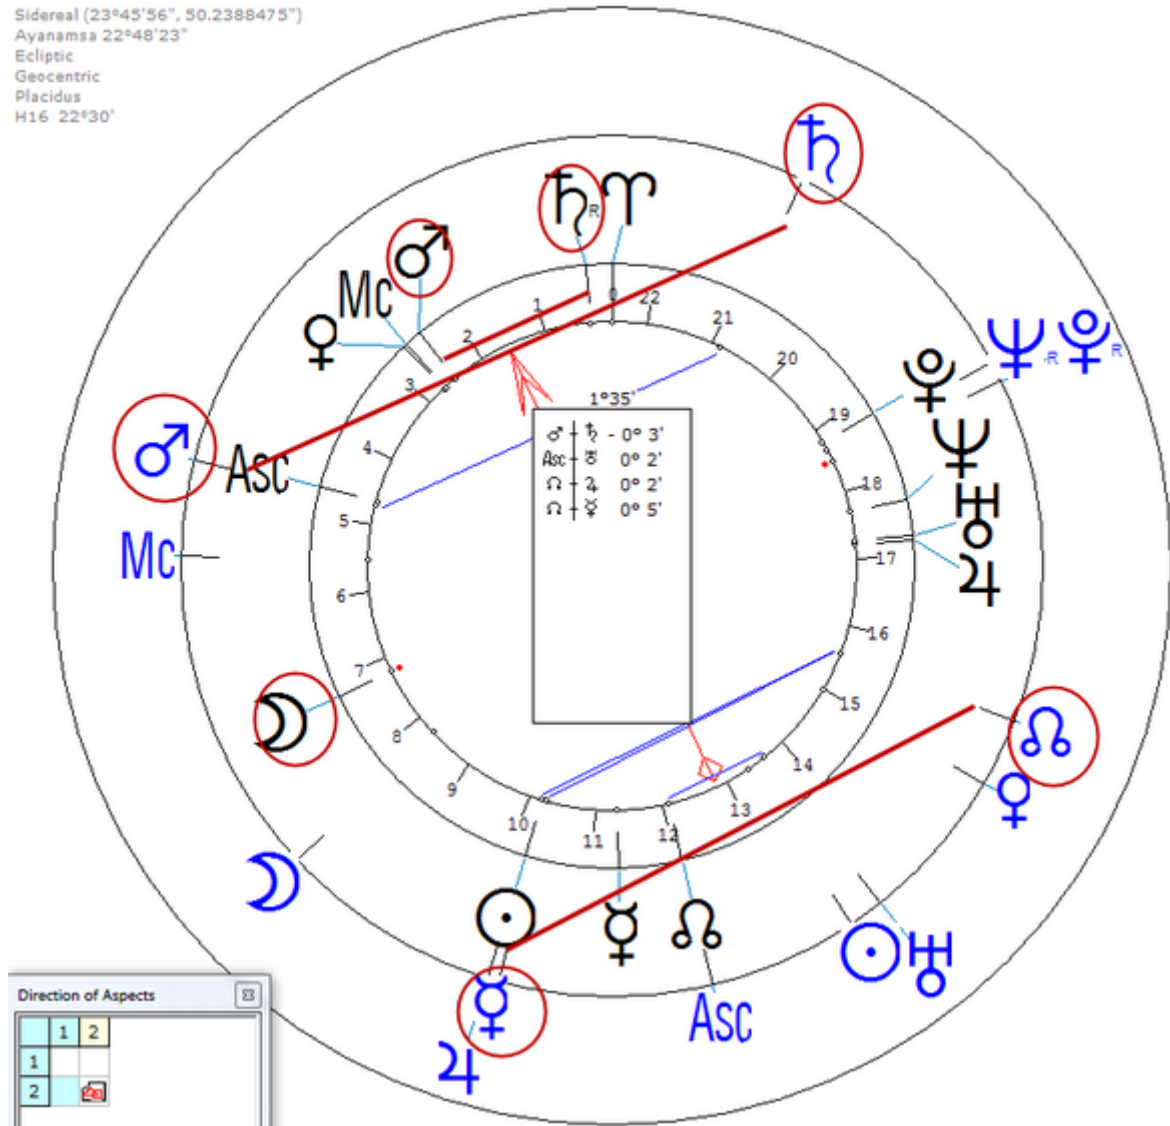 Sidereal (23°45'56", 50.2388475")
Ayanamsa 22°48'23"
Ecliptic
Geocentric
Placidus
H16 22°30'
♄
♄R ♈
♂
Mc
♀
0
1
22
2
21
3
20
♆R ♇R
♇
1°35'
♂ ♄ - 0° 3'
Asc ♅ 0° 2'
☊ ♃ 0° 2'
☊ ☿ 0° 5'
19
♂
Asc
4
♆
18
♅
5
Mc
17
♃
6
16
7
☽
15
☊
8
14
♀
9
13
10
11
12
☽
☉
☿
☊
☉
♅
☿
Asc
♃
Direction of Aspects
1 2
1
2